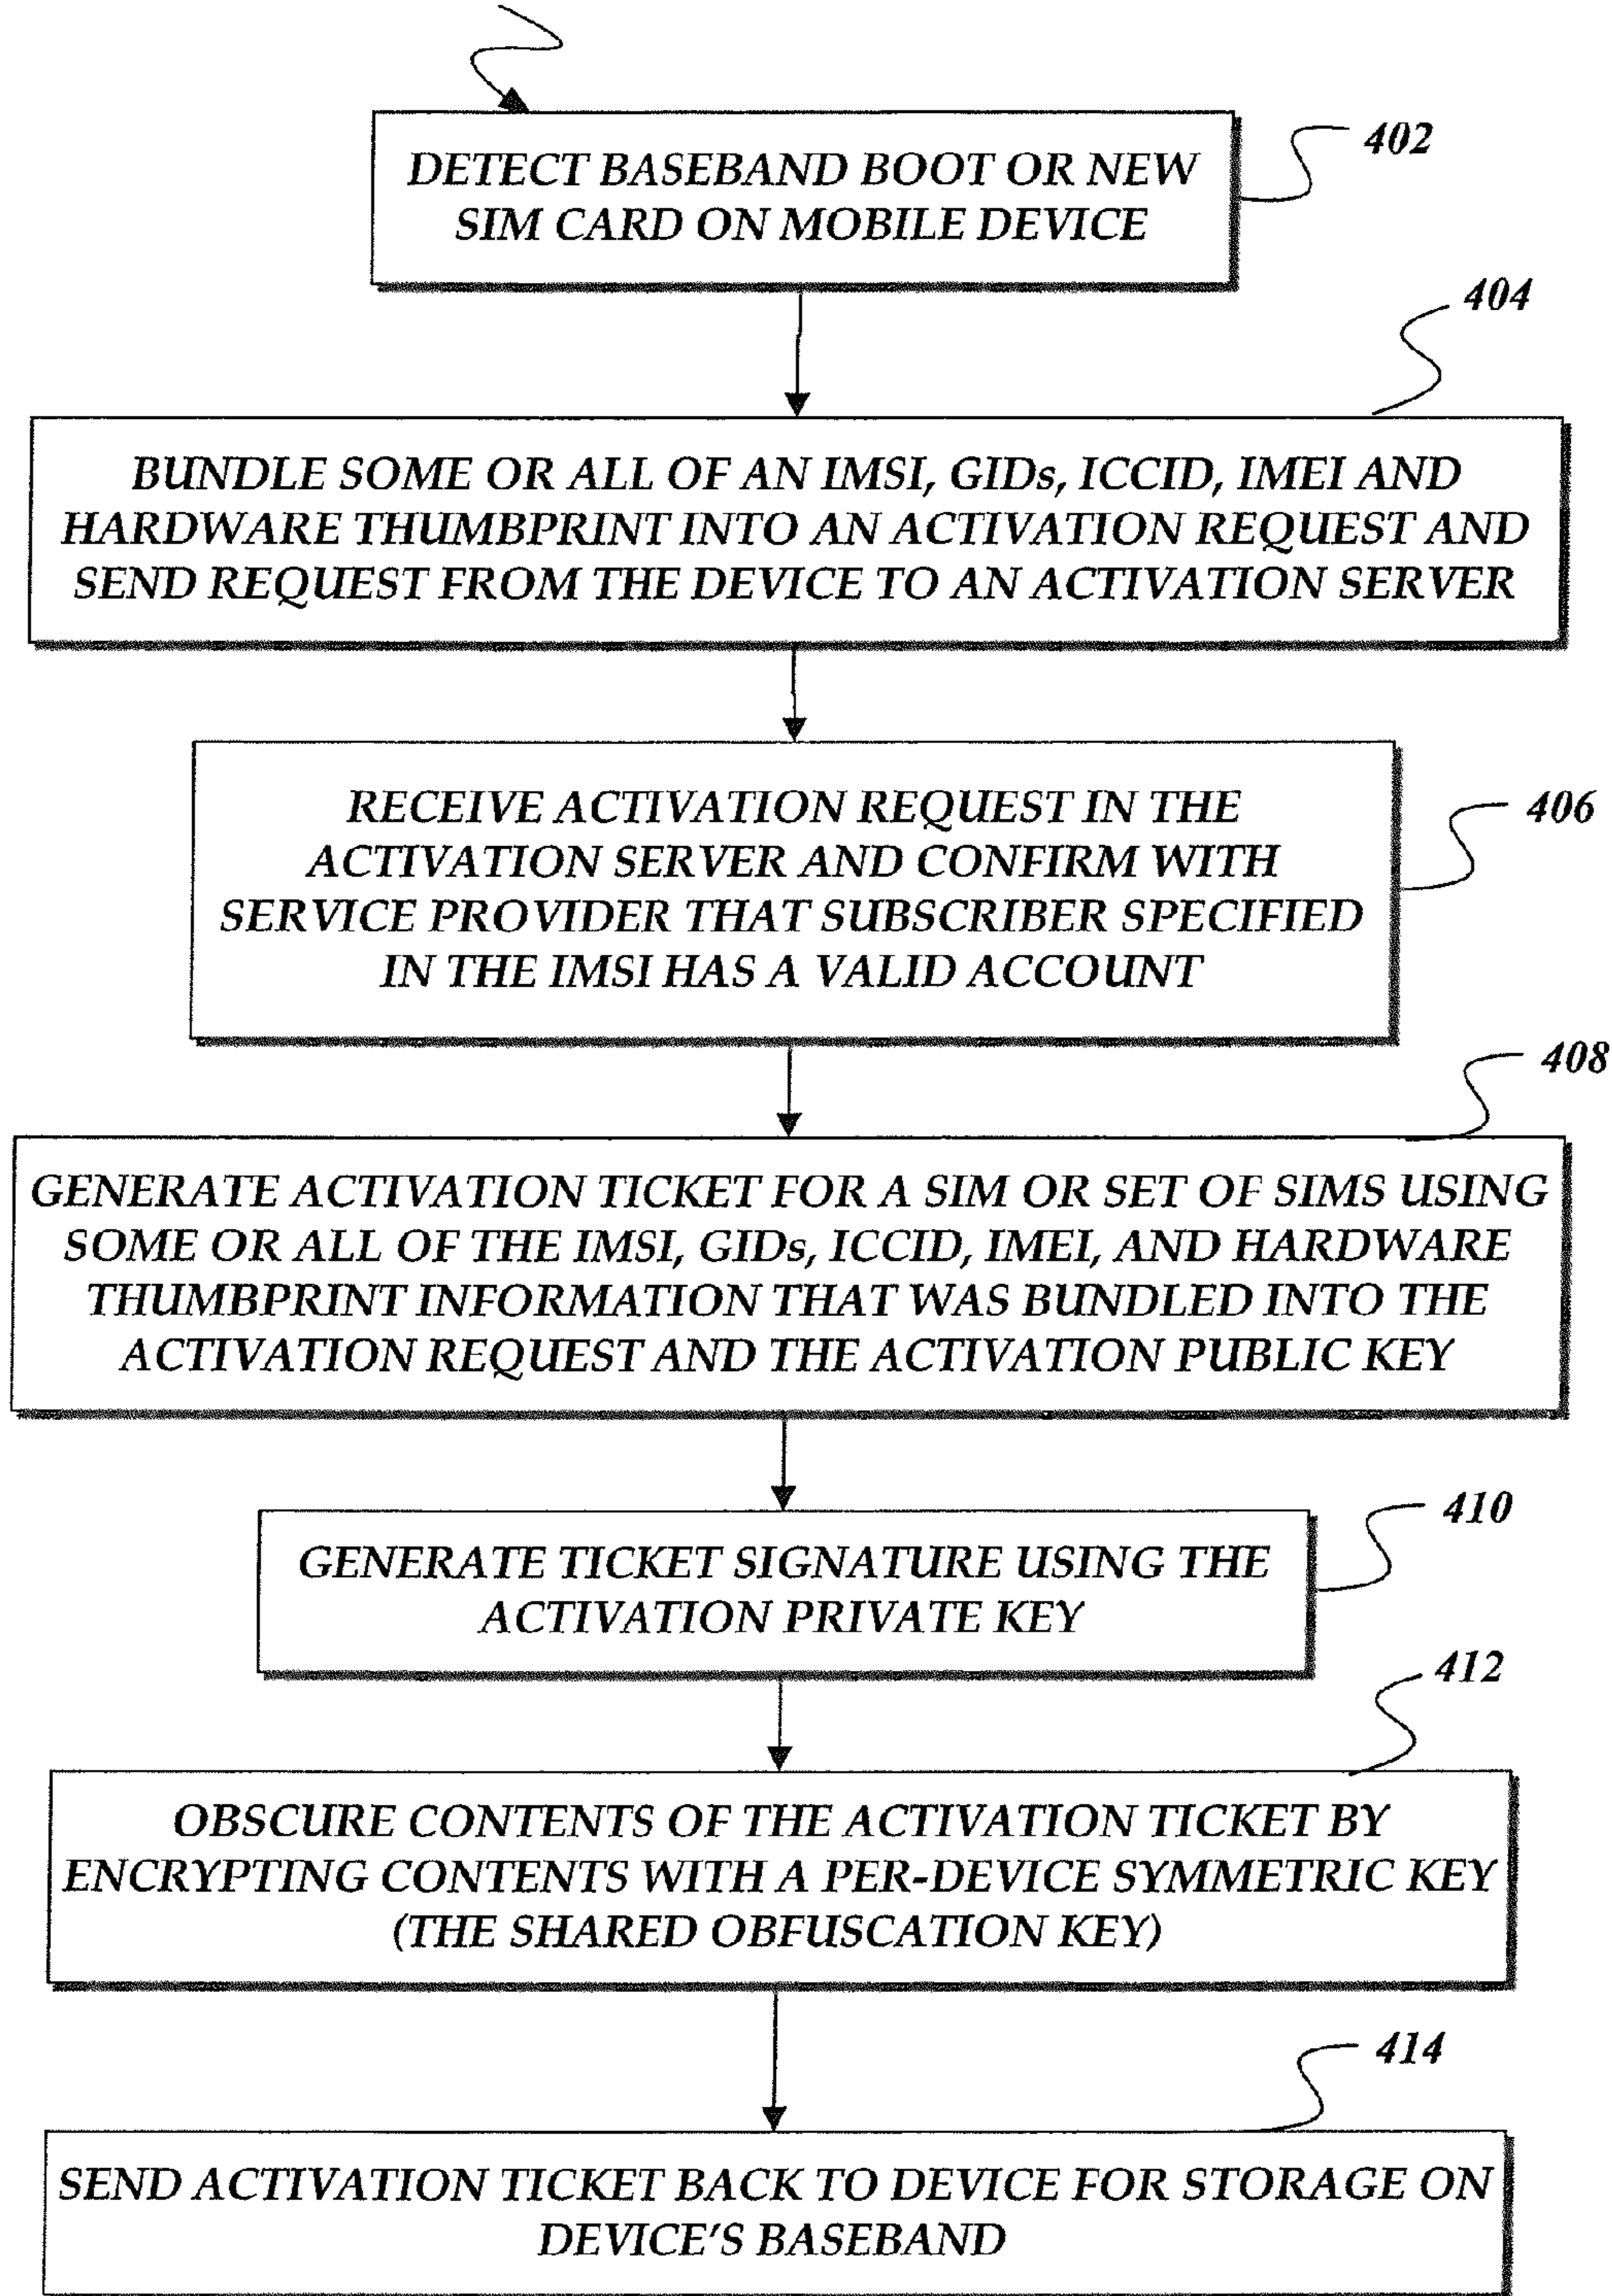 402
DETECT BASEBAND BOOT OR NEW
SIM CARD ON MOBILE DEVICE
404
BUNDLE SOME OR ALL OF AN IMSI, GIDs, ICCID, IMEI AND
HARDWARE THUMBPRINT INTO AN ACTIVATION REQUEST AND
SEND REQUEST FROM THE DEVICE TO AN ACTIVATION SERVER
406
RECEIVE ACTIVATION REQUEST IN THE
ACTIVATION SERVER AND CONFIRM WITH
SERVICE PROVIDER THAT SUBSCRIBER SPECIFIED
IN THE IMSI HAS A VALID ACCOUNT
408
GENERATE ACTIVATION TICKET FOR A SIM OR SET OF SIMS USING
SOME OR ALL OF THE IMSI, GIDs, ICCID, IMEI, AND HARDWARE
THUMBPRINT INFORMATION THAT WAS BUNDLED INTO THE
ACTIVATION REQUEST AND THE ACTIVATION PUBLIC KEY
410
GENERATE TICKET SIGNATURE USING THE
ACTIVATION PRIVATE KEY
412
OBSCURE CONTENTS OF THE ACTIVATION TICKET BY
ENCRYPTING CONTENTS WITH A PER-DEVICE SYMMETRIC KEY
(THE SHARED OBFUSCATION KEY)
414
SEND ACTIVATION TICKET BACK TO DEVICE FOR STORAGE ON
DEVICE'S BASEBAND